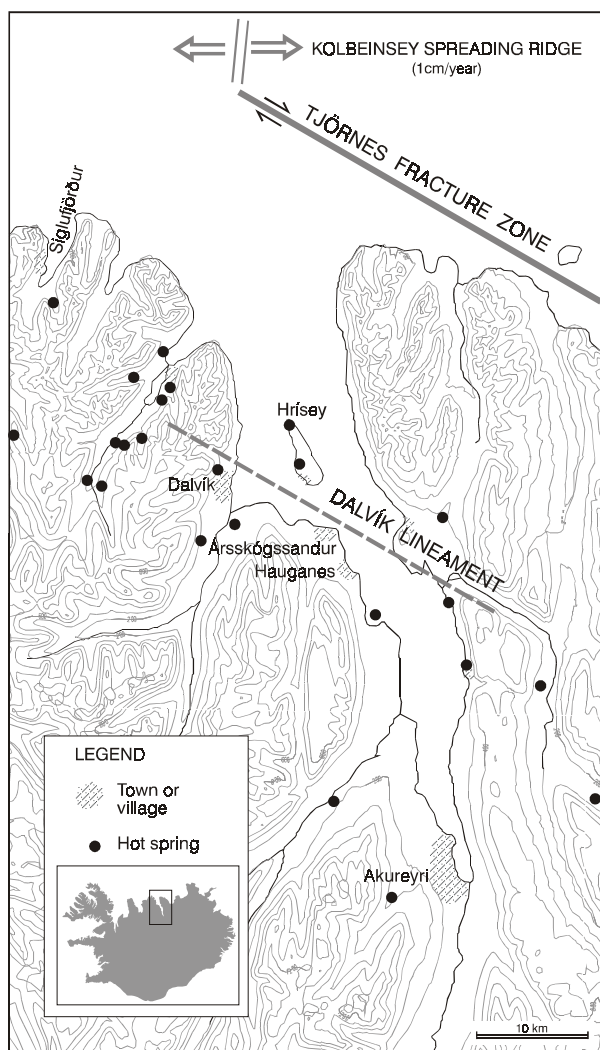 KOLBEINSEY SPREADING RIDGE
(1cm/year)
TJÖRNES FRACTURE ZONE
Siglufjörður
Hrísey
Dalvík
DALVÍK LINEAMENT
Årsskógssandur
Hauganes
LEGEND
Town or
village
Hot spring
Akureyri
10 km